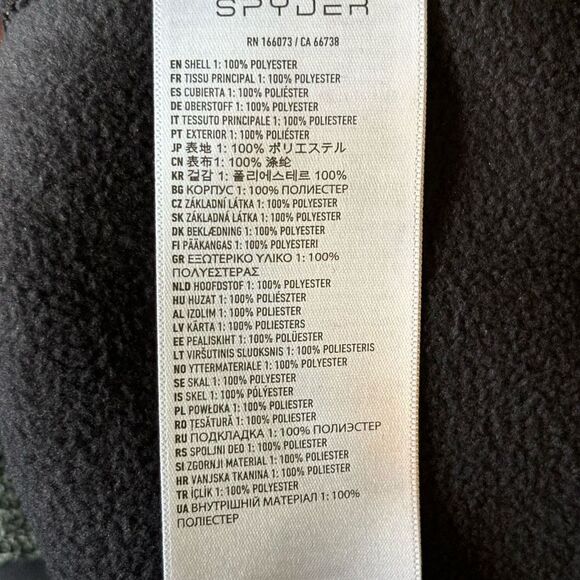 SPYDER
RN 166073 / CA 66738
EN SHELL 1: 100% POLYESTER
FR TISSU PRINCIPAL 1: 100% POLYESTER
ES CUBIERTA 1: 100% POLIÉSTER
DE OBERSTOFF 1: 100% POLYESTER
IT TESSUTO PRINCIPALE 1: 100% POLIESTERE
PT EXTERIOR 1: 100% POLIÉSTER
JP 表地 1: 100% ポリエステル
CN 表布1: 100% 涤纶
KR 겉감 1: 폴리에스테르 100%
BG КОРПУС 1: 100% ПОЛИЕСТЕР
CZ ZÁKLADNÍ LÁTKA 1: 100% POLYESTER
SK ZÁKLADNÁ LÁTKA 1: 100% POLYESTER
DK BEKLÆDNING 1: 100% POLYESTER
FI PÄÄKANGAS 1: 100% POLYESTERI
GR ΕΞΩΤΕΡΙΚΟ ΥΛΙΚΟ 1: 100%
ΠΟΛΥΕΣΤΕΡΑΣ
NLD HOOFDSTOF 1: 100% POLYESTER
HU HUZAT 1: 100% POLIÉSZTER
AL IZOLIM 1: 100% POLYESTER
LV KĀRTA 1: 100% POLIESTERS
EE PEALISKIHT 1: 100% POLÜESTER
LT VIRŠUTINIS SLUOKSNIS 1: 100% POLIESTERIS
NO YTTERMATERIALE 1: 100% POLYESTER
SE SKAL 1: 100% POLYESTER
IS SKEL 1: 100% PÓLÝESTER
PL POWŁOKA 1: 100% POLIESTER
RO ȚESĂTURĂ 1: 100% POLIESTER
RU ПОДКЛАДКА 1: 100% ПОЛИЭСТЕР
RS SPOLJNI DEO 1: 100% POLIESTER
SI ZGORNJI MATERIAL 1: 100% POLIESTER
HR VANJSKA TKANINA 1: 100% POLIESTER
TR İÇLİK 1: 100% POLYESTER
UA ВНУТРІШНІЙ МАТЕРІАЛ 1: 100%
ПОЛІЕСТЕР